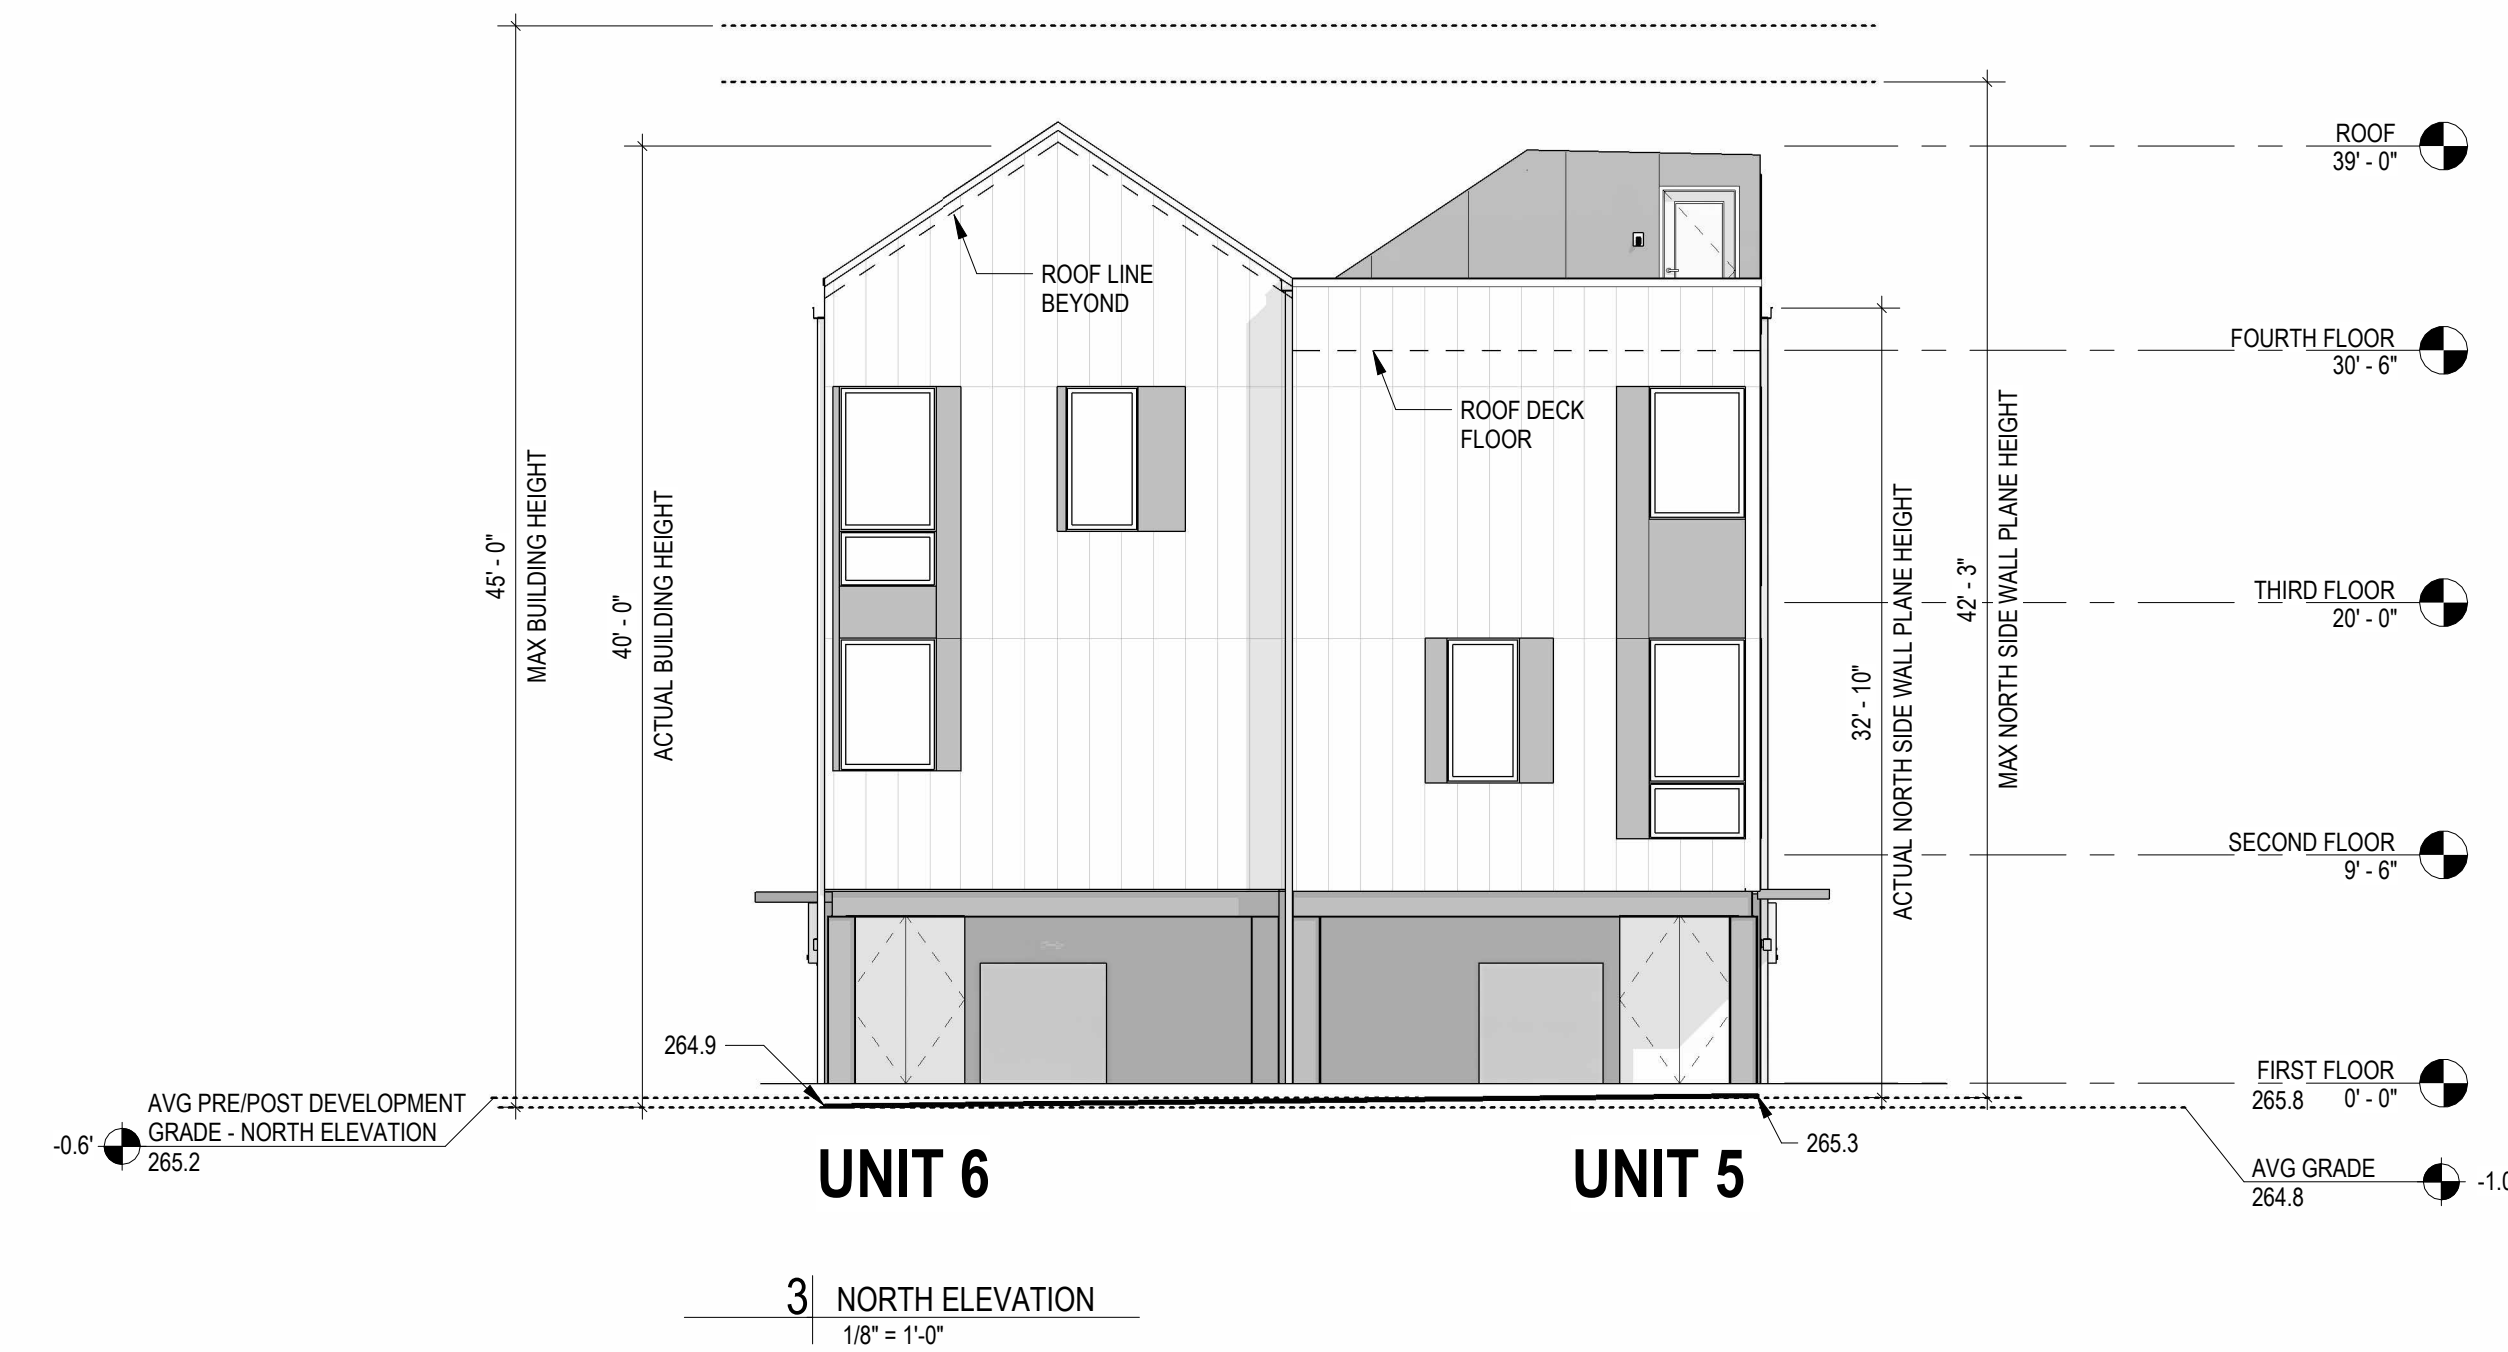 ROOF
39' - 0"
ROOF LINE
BEYOND
FOURTH FLOOR
30' - 6"
ROOF DECK
FLOOR
45' - 0"
MAX BUILDING HEIGHT
40' - 0"
ACTUAL BUILDING HEIGHT
32' - 10"
ACTUAL NORTH SIDE WALL PLANE HEIGHT
42' - 3"
MAX NORTH SIDE WALL PLANE HEIGHT
THIRD FLOOR
20' - 0"
SECOND FLOOR
9' - 6"
264.9
FIRST FLOOR
265.8 0' - 0"
AVG PRE/POST DEVELOPMENT
GRADE - NORTH ELEVATION
-0.6'
265.2
265.3
UNIT 6
UNIT 5
AVG GRADE
264.8
-1.0
3 NORTH ELEVATION
1/8" = 1'-0"